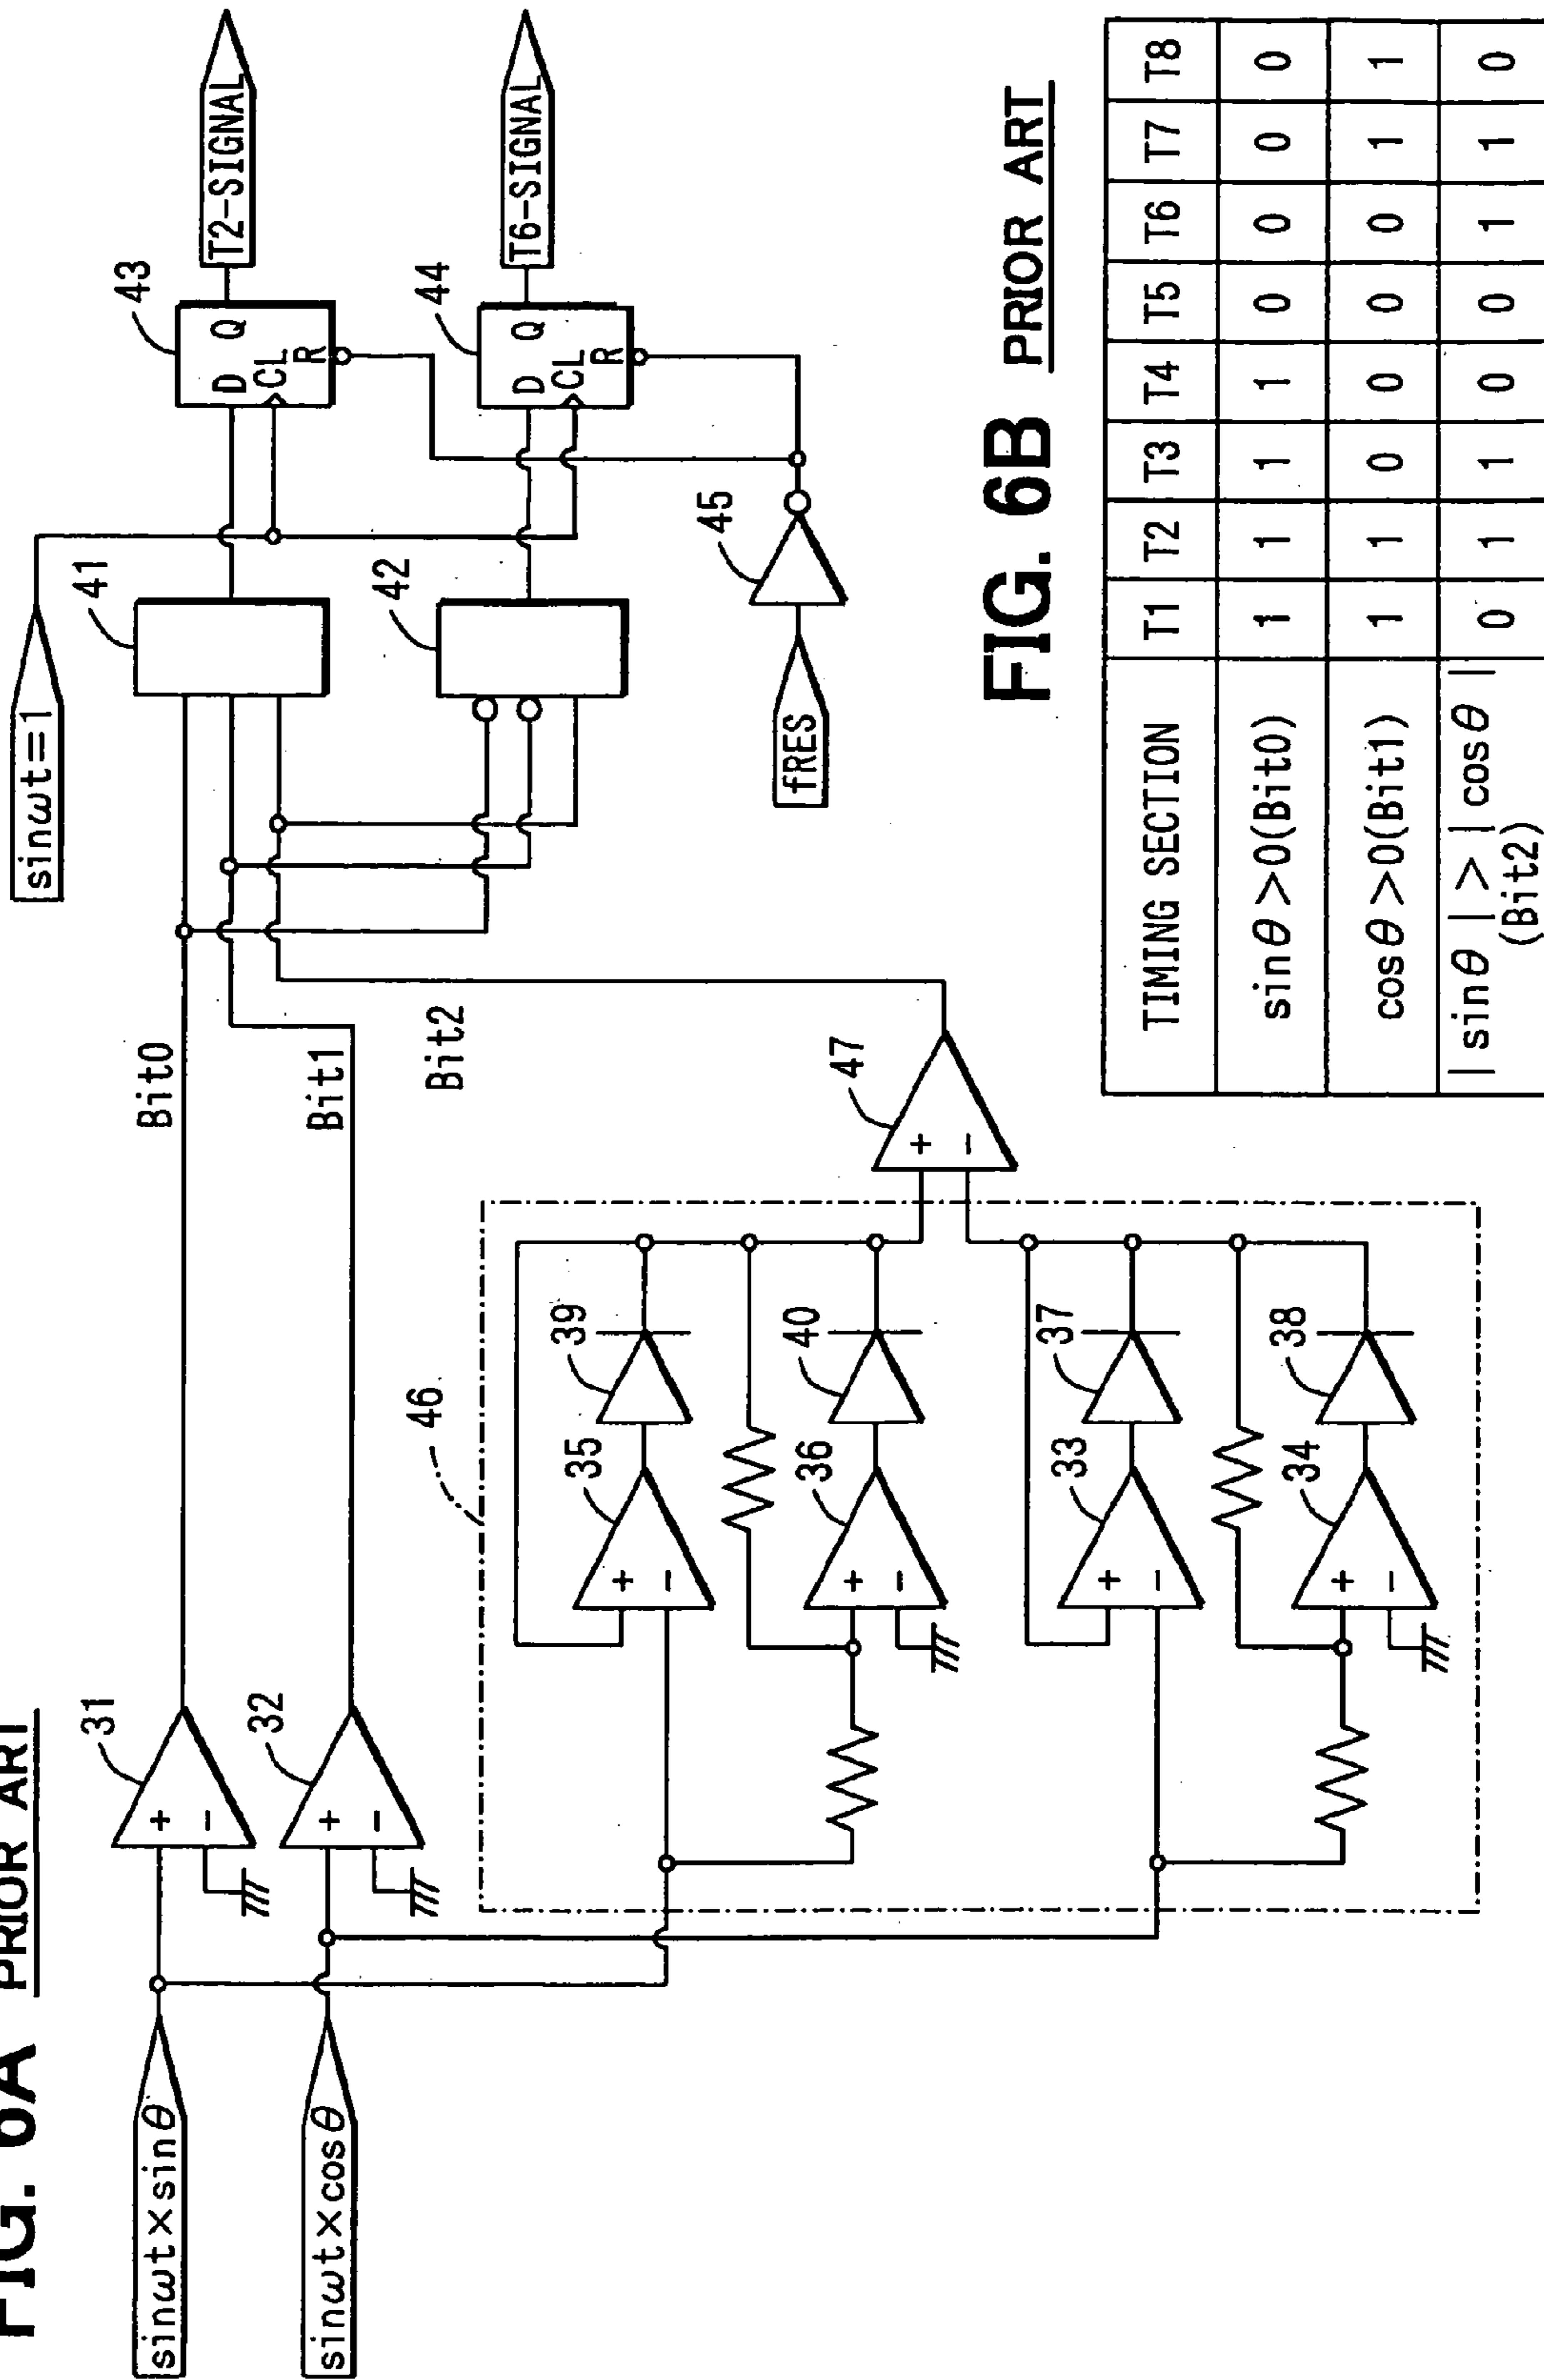 FIG. 6A PRIOR ART
sinωt×sinθ
sinωt×cosθ
31
+
−
32
+
−
Bit0
Bit1
Bit2
sinωt=1
41
42
43
D Q
CL
R
T2-SIGNAL
44
D Q
CL
R
T6-SIGNAL
45
fRES
46
35
+
−
39
36
+
−
40
33
+
−
37
34
+
−
38
47
+
−
FIG. 6B PRIOR ART
TIMING SECTION T1 T2 T3 T4 T5 T6 T7 T8
sinθ>0(Bit0) 1 1 1 1 0 0 0 0
cosθ>0(Bit1) 1 1 0 0 0 0 1 1
|sinθ|>|cosθ| 0 1 1 0 0 1 1 0
(Bit2)